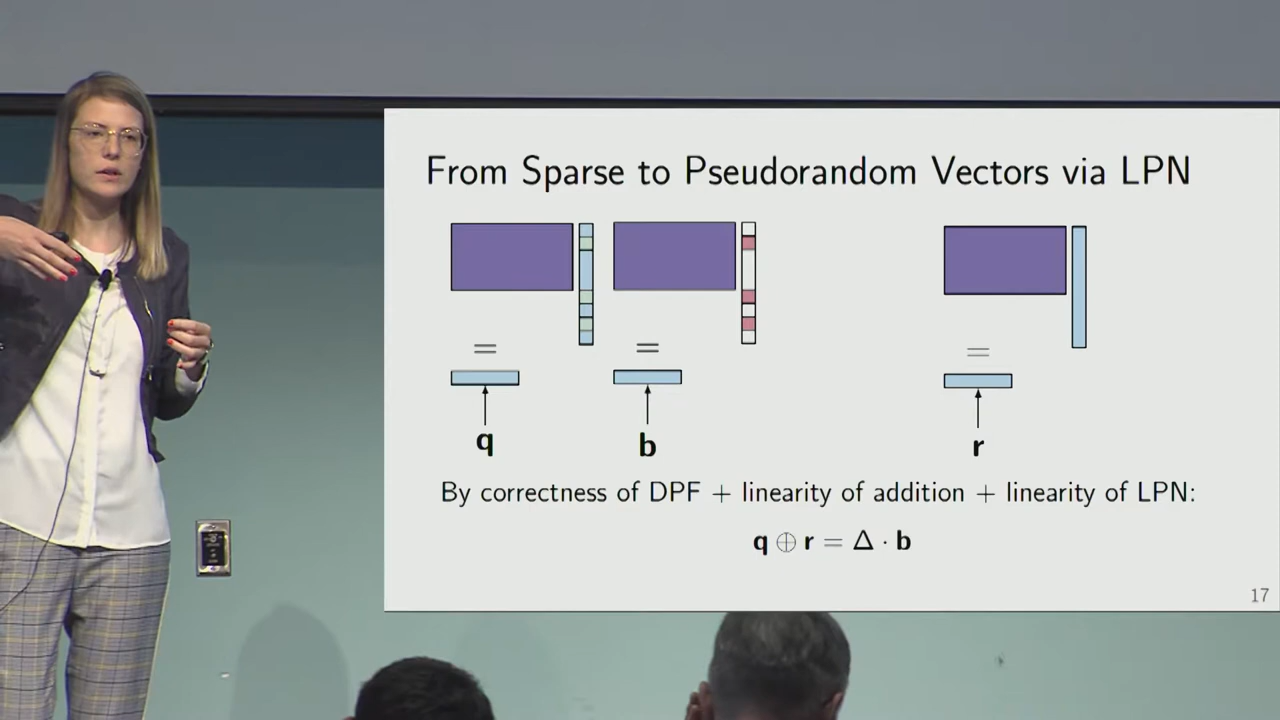 From Sparse to Pseudorandom Vectors via LPN
= = =
q b r
By correctness of DPF + linearity of addition + linearity of LPN:
q ⊕ r = Δ · b
17